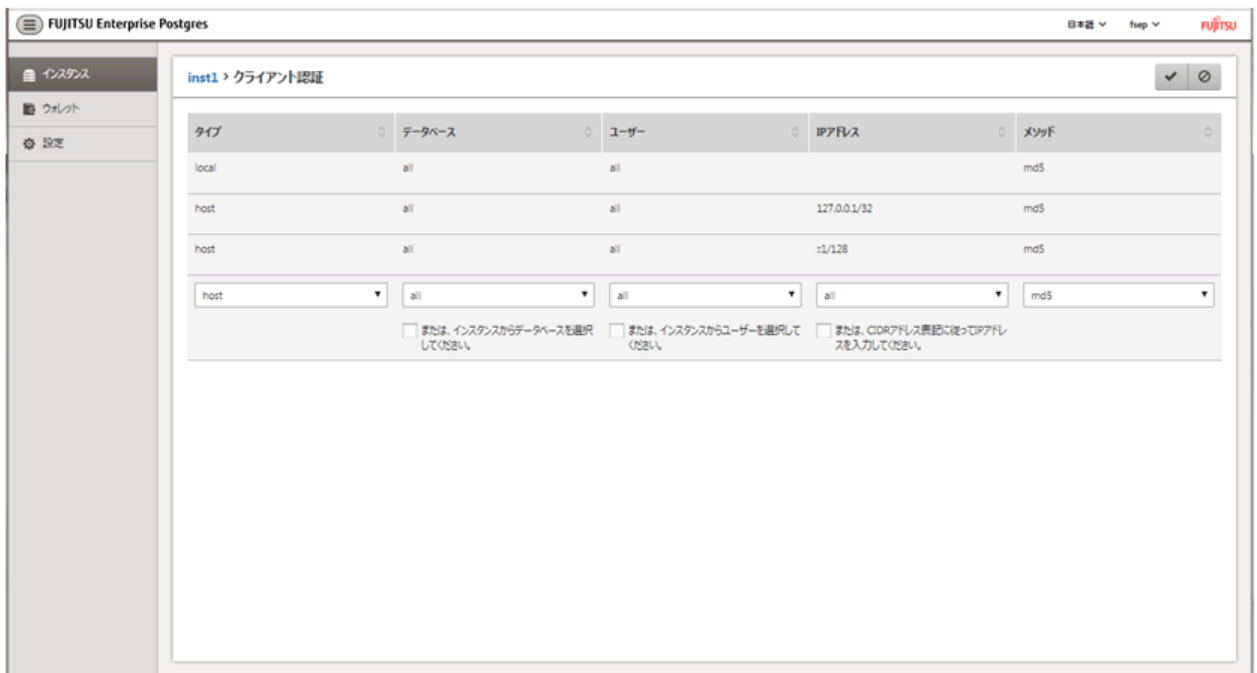 FUJITSU Enterprise Postgres
日本語 fsep FUJITSU
インスタンス
ウォレット
設定
inst1 > クライアント認証
タイプ データベース ユーザー IPアドレス メソッド
local all all md5
host all all 127.0.0.1/32 md5
host all all ::1/128 md5
host all all all md5
または、インスタンスからデータベースを選択
してください。
または、インスタンスからユーザーを選択して
ください。
または、CIDRアドレス表記に従ってIPアドレ
スを入力してください。